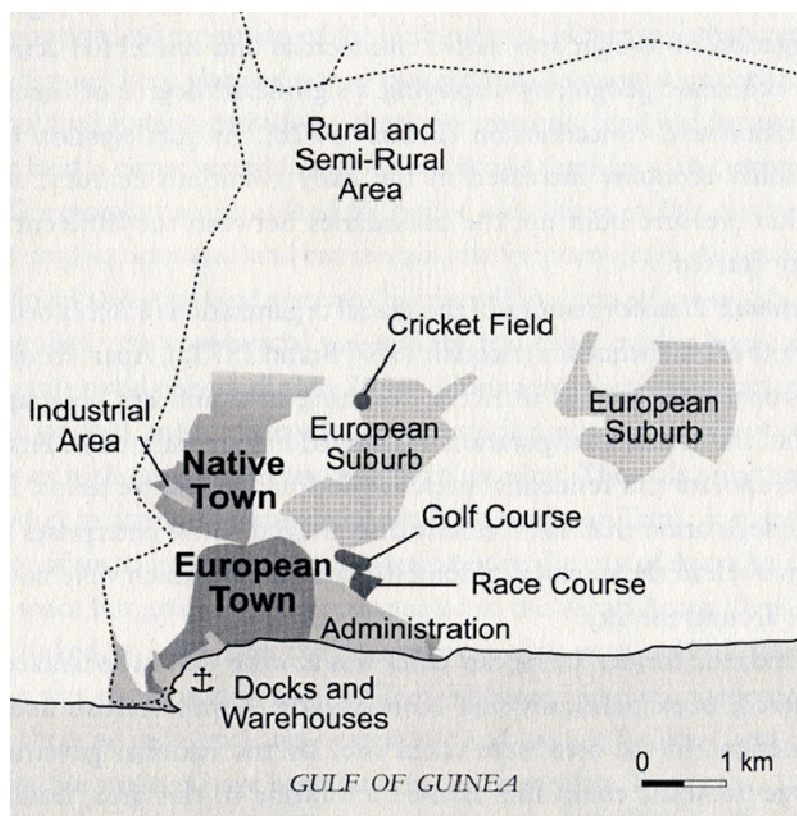 Rural and
Semi-Rural
Area
Cricket Field
Industrial
Area
European
Suburb
European
Suburb
Native
Town
Golf Course
European
Town
Race Course
Administration
Docks and
Warehouses
0 1 km
GULF OF GUINEA